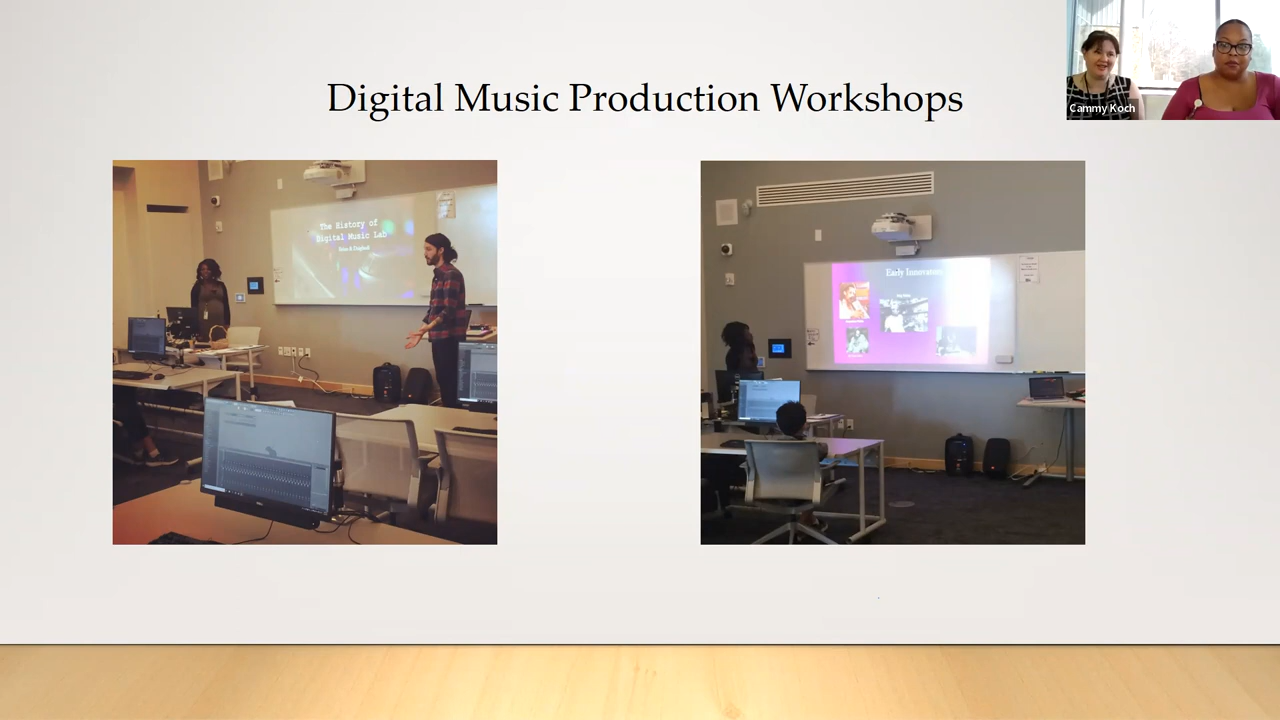 Digital Music Production Workshops
Cammy Koch
The History of
Digital Music Lab
Early Innovators